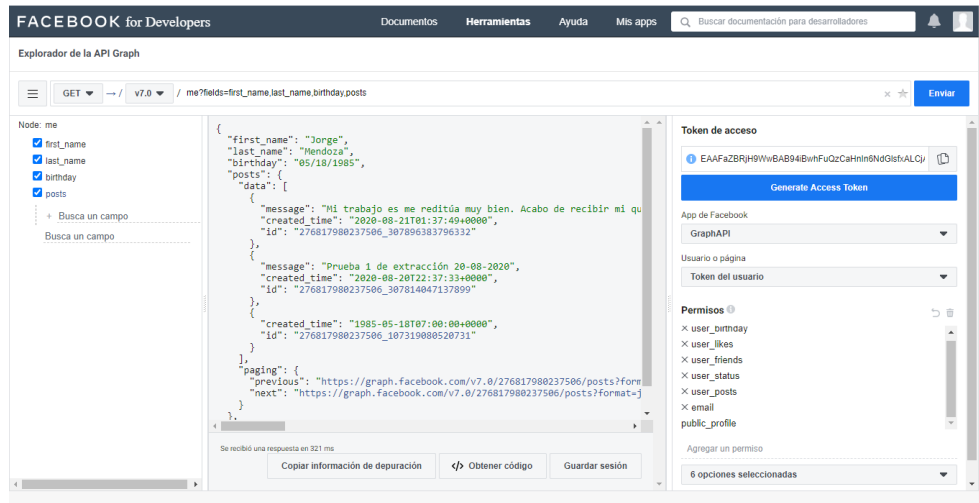 FACEBOOK for Developers
Documentos Herramientas Ayuda Mis apps Buscar documentación para desarrolladores
Explorador de la API Graph
GET → / v7.0 / me?fields=first_name,last_name,birthday,posts Enviar
Node: me
first_name
last_name
birthday
posts
+ Busca un campo
Busca un campo
{
"first_name": "Jorge",
"last_name": "Mendoza",
"birthday": "05/18/1985",
"posts": {
"data": [
{
"message": "Mi trabajo es me reditúa muy bien. Acabo de recibir mi qu
"created_time": "2020-08-21T01:37:49+0000",
"id": "276817980237506_307896383796332"
},
{
"message": "Prueba 1 de extracción 20-08-2020",
"created_time": "2020-08-20T22:37:33+0000",
"id": "276817980237506_307814047137899"
},
{
"created_time": "1985-05-18T07:00:00+0000",
"id": "276817980237506_107319080520731"
}
],
"paging": {
"previous": "https://graph.facebook.com/v7.0/276817980237506/posts?form
"next": "https://graph.facebook.com/v7.0/276817980237506/posts?format=j
}
},
Se recibió una respuesta en 321 ms
Copiar información de depuración </> Obtener código Guardar sesión
Token de acceso
Generate Access Token
App de Facebook
GraphAPI
Usuario o página
Token del usuario
Permisos
× user_birthday
× user_likes
× user_friends
× user_status
× user_posts
× email
public_profile
Agregar un permiso
6 opciones seleccionadas